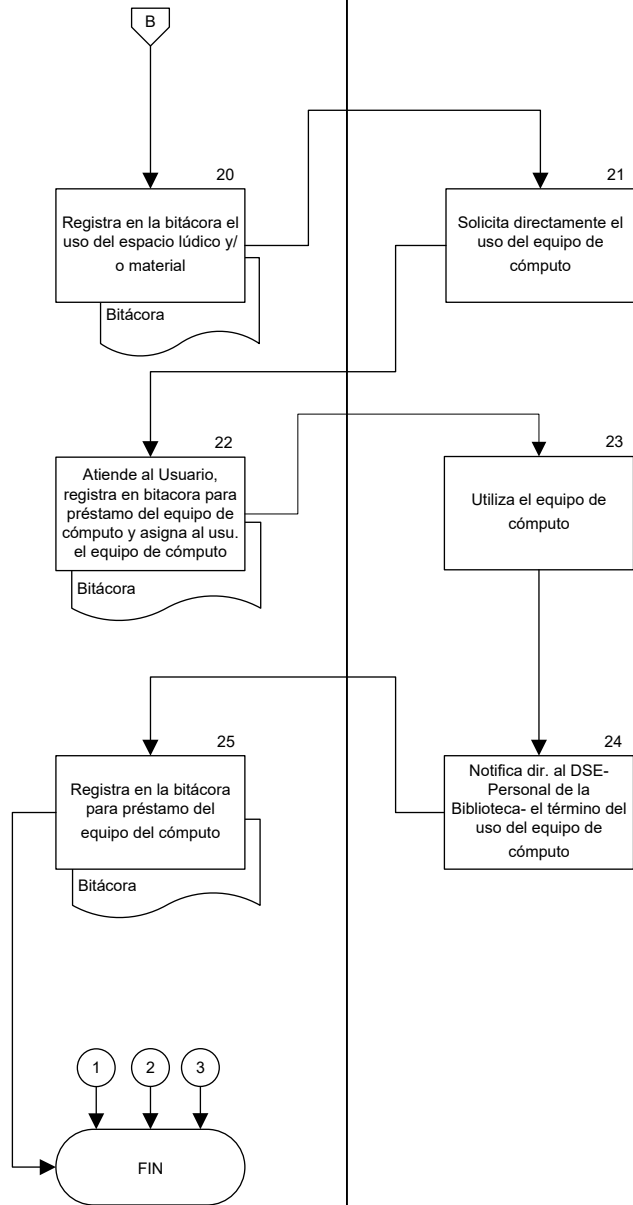 B
20
Registra en la bitácora el
uso del espacio lúdico y/
o material
Bitácora
21
Solicita directamente el
uso del equipo de
cómputo
22
Atiende al Usuario,
registra en bitacora para
préstamo del equipo de
cómputo y asigna al usu.
el equipo de cómputo
Bitácora
23
Utiliza el equipo de
cómputo
24
Notifica dir. al DSE-
Personal de la
Biblioteca- el término del
uso del equipo de
cómputo
25
Registra en la bitácora
para préstamo del
equipo del cómputo
Bitácora
1
2
3
FIN